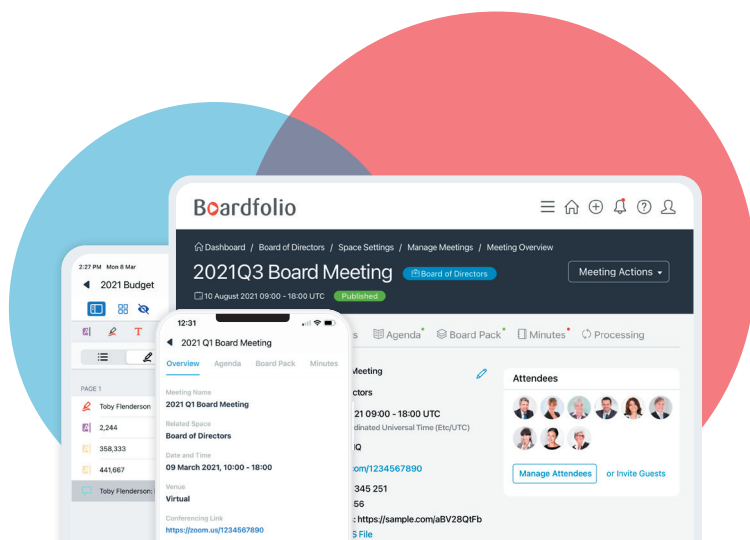 Boardfolio
Dashboard / Board of Directors / Space Settings / Manage Meetings / Meeting Overview
2021Q3 Board Meeting
Board of Directors
Meeting Actions
10 August 2021 09:00 - 18:00 UTC
Published
s
Agenda
Board Pack
Minutes
Processing
Meeting
ctors
21 09:00 - 18:00 UTC
dinated Universal Time (Etc/UTC)
com/1234567890
345 251
56
: https://sample.com/aBV28QtFb
S File
Attendees
Manage Attendees or Invite Guests
2:27 PM Mon 8 Mar
2021 Budget
T
PAGE 1
Toby Flenderson
2,244
358,333
441,667
Toby Flenderson:
12:31
2021 Q1 Board Meeting
Overview Agenda Board Pack Minutes
Meeting Name
2021 Q1 Board Meeting
Related Space
Board of Directors
Date and Time
09 March 2021, 10:00 - 18:00
Venue
Virtual
Conferencing Link
https://zoom.us/1234567890